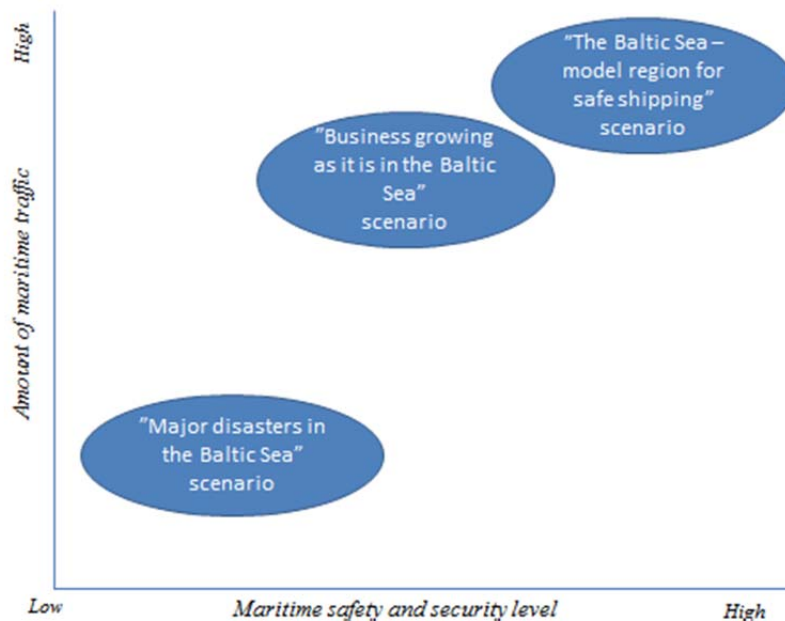 High
Amount of maritime traffic
"The Baltic Sea –
model region for
safe shipping"
scenario
"Business growing
as it is in the Baltic
Sea"
scenario
"Major disasters in
the Baltic Sea"
scenario
Low
Maritime safety and security level
High